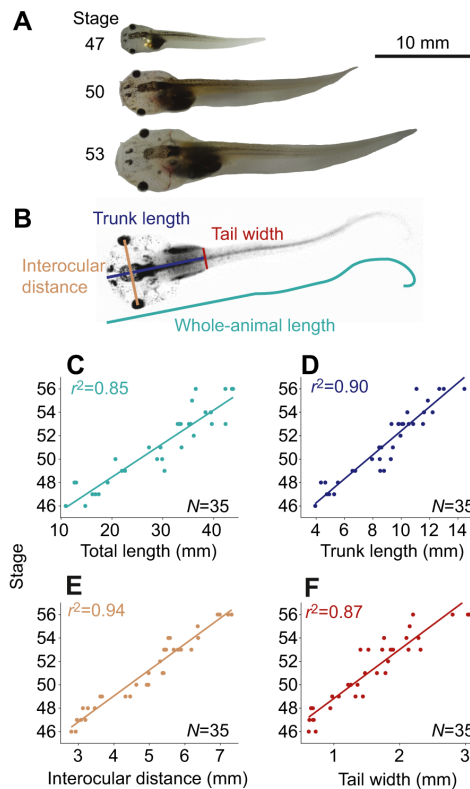 A
Stage
47
10 mm
50
53
B
Trunk length
Tail width
Interocular
distance
Whole-animal length
C
r²=0.85
56
54
52
50
48
46
N=35
10 20 30 40
Total length (mm)
D
r²=0.90
56
54
52
50
48
46
N=35
4 6 8 10 12 14
Trunk length (mm)
Stage
E
r²=0.94
56
54
52
50
48
46
N=35
3 4 5 6 7
Interocular distance (mm)
F
r²=0.87
56
54
52
50
48
46
N=35
1 2 3
Tail width (mm)